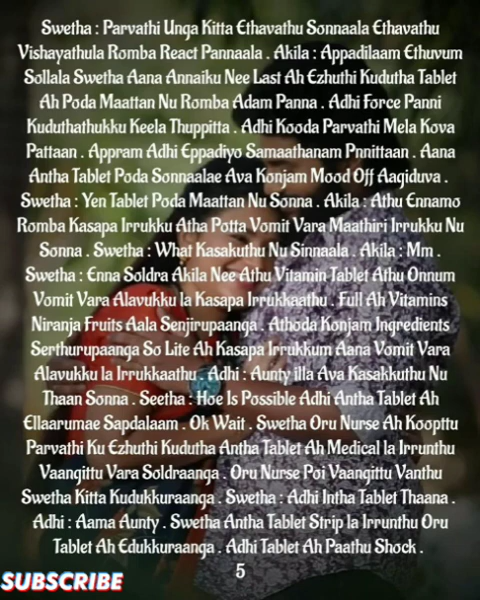 Swetha : Parvathi Unga Kitta Ethavathu Sonnaala Ethavathu
Vishayathula Romba React Pannaala . Akila : Appadilaam Ethuvum
Sollala Swetha Aana Annaiku Nee Last Ah Ezhuthi Kudutha Tablet
Ah Poda Maattan Nu Romba Adam Panna . Adhi Force Panni
Kuduthathukku Keela Thuppitta . Adhi Kooda Parvathi Mela Kova
Pattaan . Appram Adhi Eppadiyo Samaathanam Pnnittaan . Aana
Antha Tablet Poda Sonnaalae Ava Konjam Mood Off Aagiduva .
Swetha : Yen Tablet Poda Maattan Nu Sonna . Akila : Athu Ennamo
Romba Kasapa Irrukku Atha Potta Vomit Vara Maathiri Irrukku Nu
Sonna . Swetha : What Kasakuthu Nu Sinnaala . Akila : Mm .
Swetha : Enna Soldra Akila Nee Athu Vitamin Tablet Athu Onnum
Vomit Vara Alavukku la Kasapa Irrukkaathu . Full Ah Vitamins
Niranja Fruits Aala Senjirupaanga . Athoda Konjam Ingredients
Serthurupaanga So Lite Ah Kasapa Irrukkum Aana Vomit Vara
Alavukku la Irrukkaathu . Adhi : Aunty illa Ava Kasakkuthu Nu
Thaan Sonna . Seetha : Hoe Is Possible Adhi Antha Tablet Ah
Ellaarumae Sapdalaam . Ok Wait . Swetha Oru Nurse Ah Koopttu
Parvathi Ku Ezhuthi Kudutha Antha Tablet Ah Medical la Irrunthu
Vaangittu Vara Soldraanga . Oru Nurse Poi Vaangittu Vanthu
Swetha Kitta Kudukkuraanga . Swetha : Adhi Intha Tablet Thaana .
Adhi : Aama Aunty . Swetha Antha Tablet Strip la Irrunthu Oru
Tablet Ah Edukkuraanga . Adhi Tablet Ah Paathu Shock .
5
SUBSCRIBE